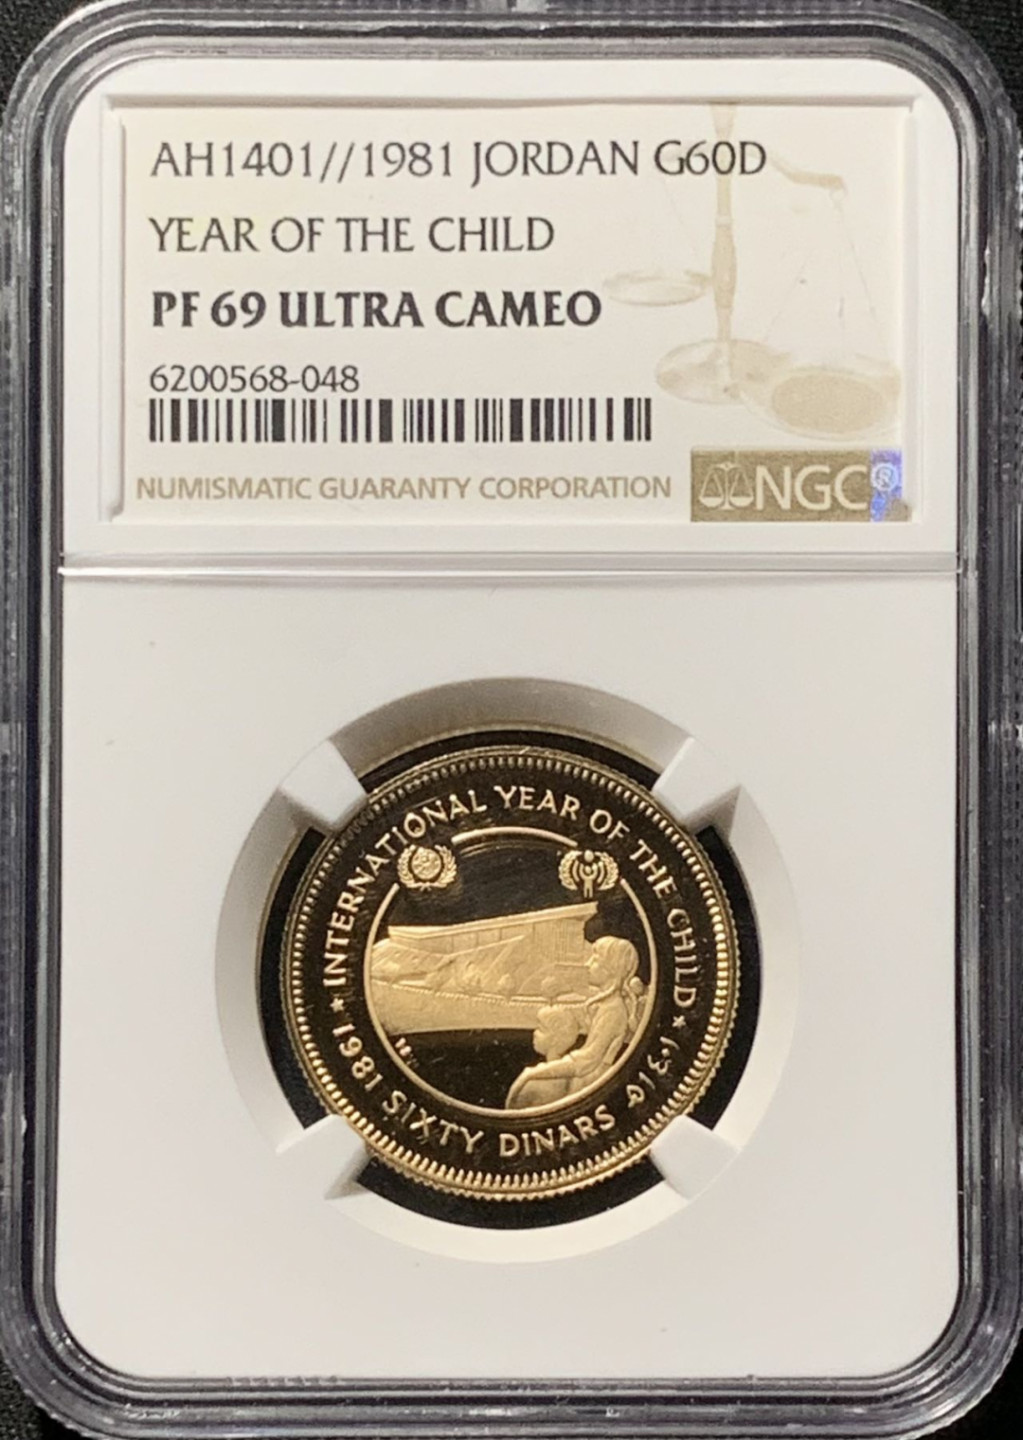 AH1401//1981 JORDAN G60D
YEAR OF THE CHILD
PF 69 ULTRA CAMEO
6200568-048
NUMISMATIC GUARANTY CORPORATION
NGC®
INTERNATIONAL YEAR OF THE CHILD
1981 SIXTY DINARS ١٤٠١ه